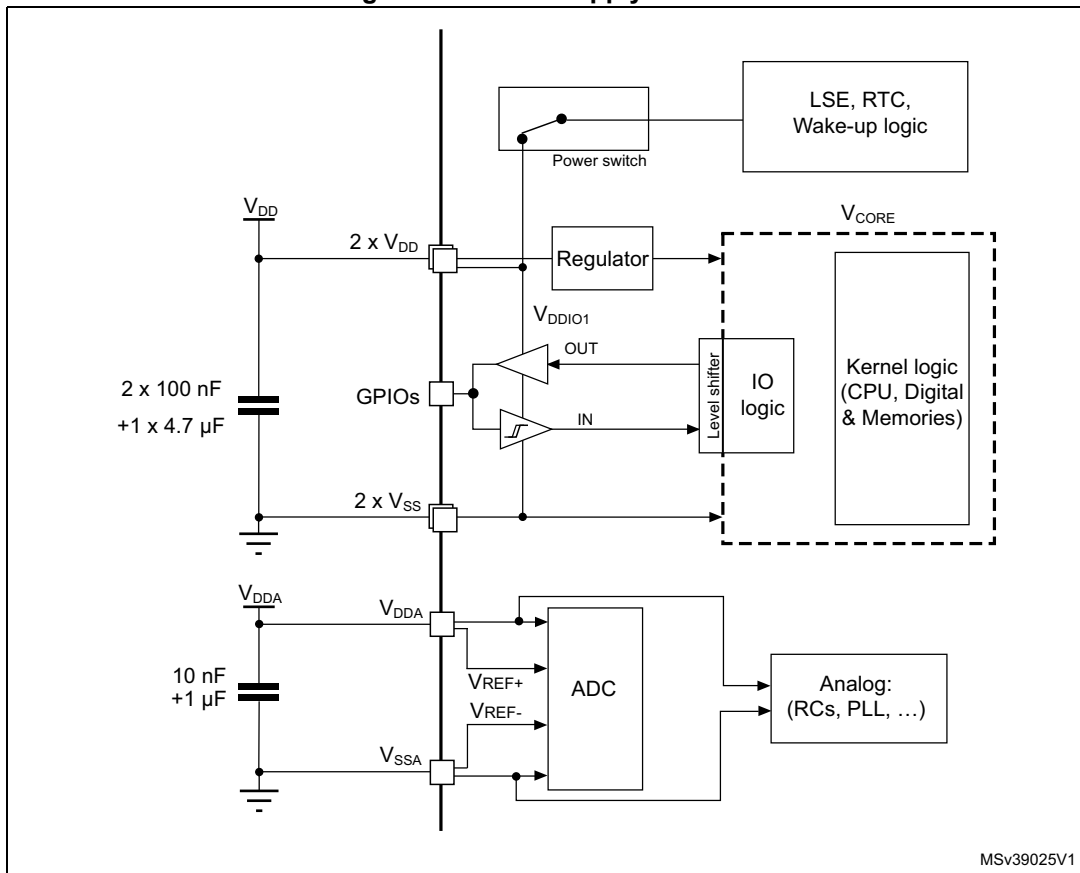 LSE, RTC,
Wake-up logic
Power switch
VDD
VCORE
2 x VDD
Regulator
VDDIO1
OUT
2 x 100 nF
+1 x 4.7 µF
GPIOs
Level shifter
IO
logic
Kernel logic
(CPU, Digital
& Memories)
IN
2 x VSS
VDDA
VDDA
10 nF
+1 µF
VREF+
VREF-
ADC
Analog:
(RCs, PLL, …)
VSSA
MSv39025V1